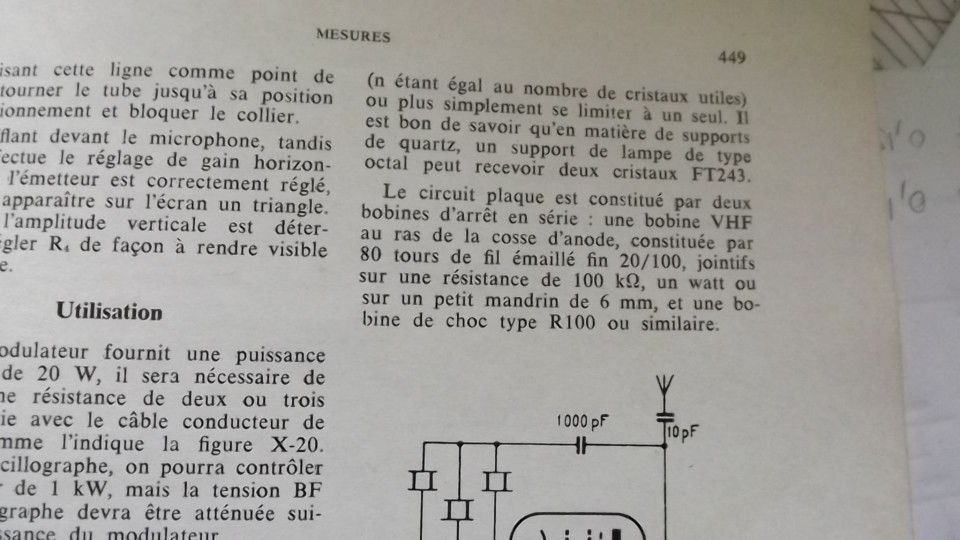 MESURES
449
isant cette ligne comme point de
tourner le tube jusqu'à sa position
ionnement et bloquer le collier.
flant devant le microphone, tandis
ectue le réglage de gain horizon-
l'émetteur est correctement réglé,
apparaître sur l'écran un triangle.
l'amplitude verticale est déter-
gler R₄ de façon à rendre visible
e.
Utilisation
odulateur fournit une puissance
de 20 W, il sera nécessaire de
ne résistance de deux ou trois
ie avec le câble conducteur de
mme l'indique la figure X-20.
cillographe, on pourra contrôler
r de 1 kW, mais la tension BF
graphe devra être atténuée sui-
ssance du modulateur
(n étant égal au nombre de cristaux utiles)
ou plus simplement se limiter à un seul. Il
est bon de savoir qu'en matière de supports
de quartz, un support de lampe de type
octal peut recevoir deux cristaux FT243.
Le circuit plaque est constitué par deux
bobines d'arrêt en série : une bobine VHF
au ras de la cosse d'anode, constituée par
80 tours de fil émaillé fin 20/100, jointifs
sur une résistance de 100 kΩ, un watt ou
sur un petit mandrin de 6 mm, et une bo-
bine de choc type R100 ou similaire.
1000 pF
10 pF